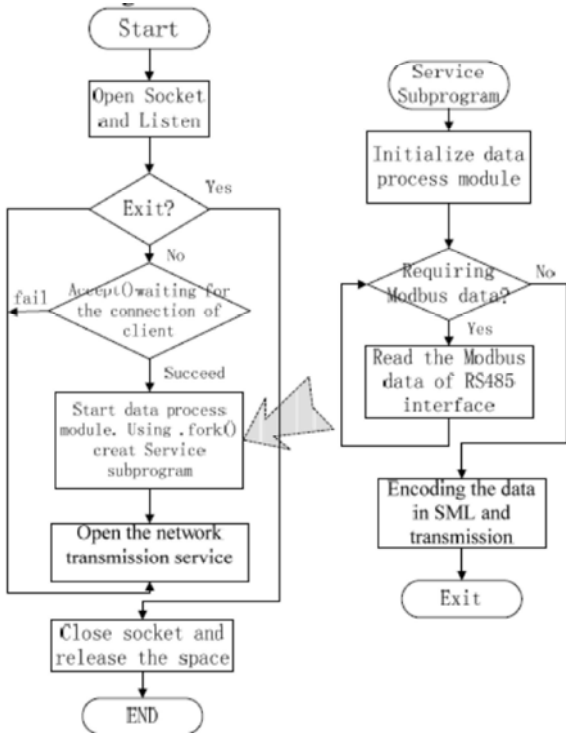 Start
Open Socket
and Listen
Exit?
Yes
No
Accept()waiting for
the connection of
client
fail
Succeed
Start data process
module. Using .fork()
creat Service
subprogram
Open the network
transmission service
Close socket and
release the space
END
Service
Subprogram
Initialize data
process module
Requiring
Modbus data?
No
Yes
Read the Modbus
data of RS485
interface
Encoding the data
in SML and
transmission
Exit